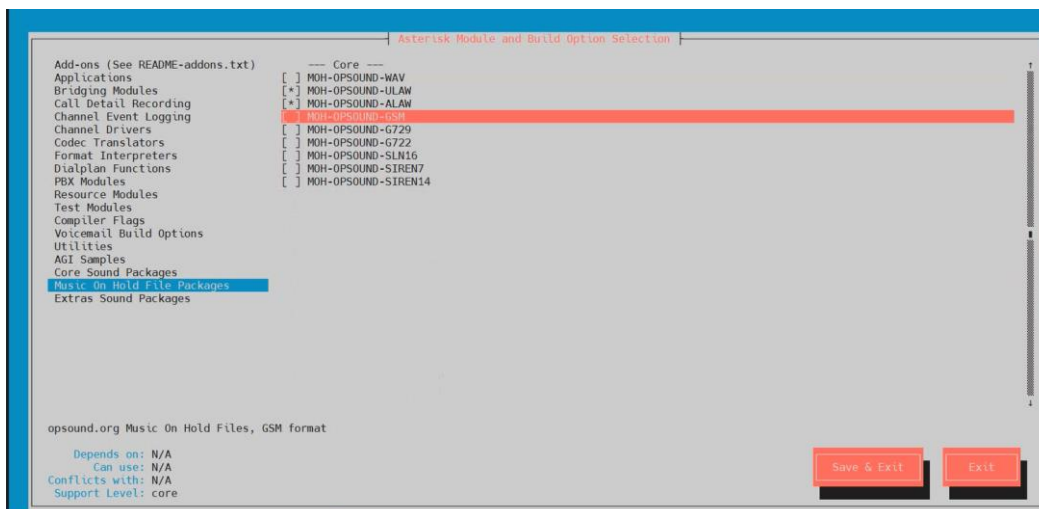 Asterisk Module and Build Option Selection
Add-ons (See README-addons.txt)
Applications
Bridging Modules
Call Detail Recording
Channel Event Logging
Channel Drivers
Codec Translators
Format Interpreters
Dialplan Functions
PBX Modules
Resource Modules
Test Modules
Compiler Flags
Voicemail Build Options
Utilities
AGI Samples
Core Sound Packages
Music On Hold File Packages
Extras Sound Packages
--- Core ---
[ ] MOH-OPSOUND-WAV
[*] MOH-OPSOUND-ULAW
[*] MOH-OPSOUND-ALAW
[ ] MOH-OPSOUND-GSM
[ ] MOH-OPSOUND-G729
[ ] MOH-OPSOUND-G722
[ ] MOH-OPSOUND-SLN16
[ ] MOH-OPSOUND-SIREN7
[ ] MOH-OPSOUND-SIREN14
opsound.org Music On Hold Files, GSM format
Depends on: N/A
Can use: N/A
Conflicts with: N/A
Support Level: core
Save & Exit
Exit